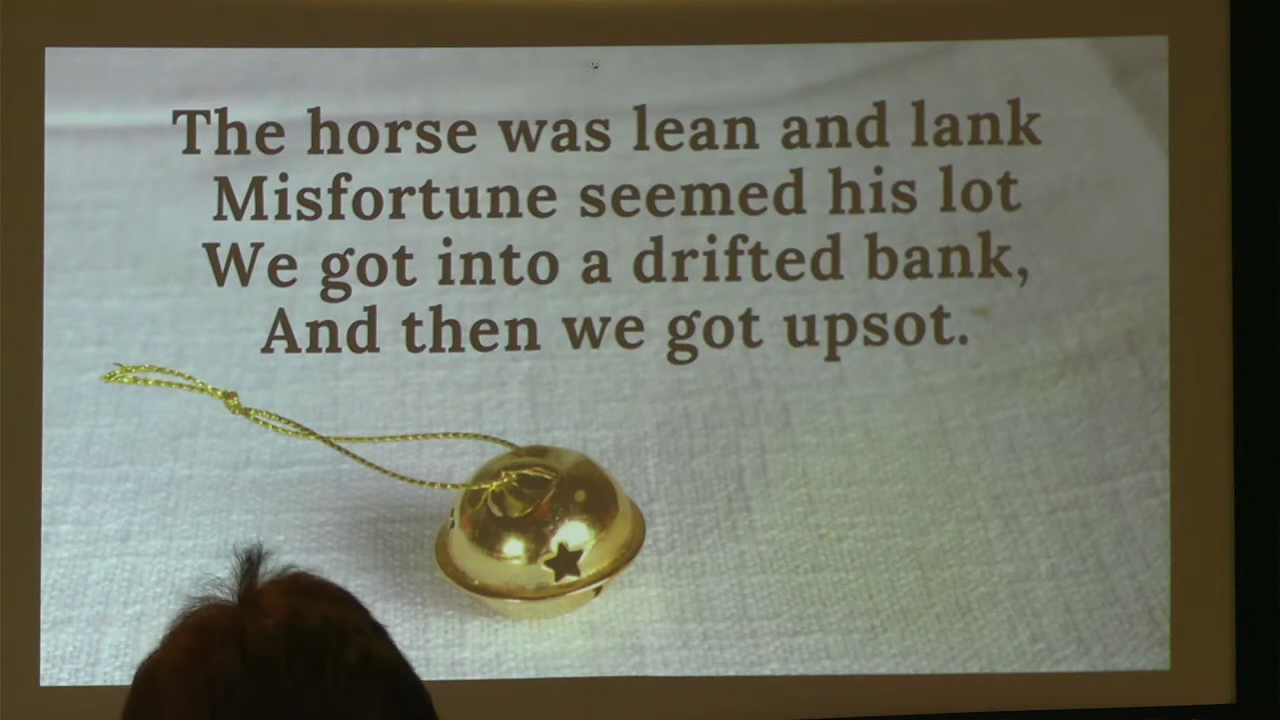 The horse was lean and lank
Misfortune seemed his lot
We got into a drifted bank,
And then we got upsot.